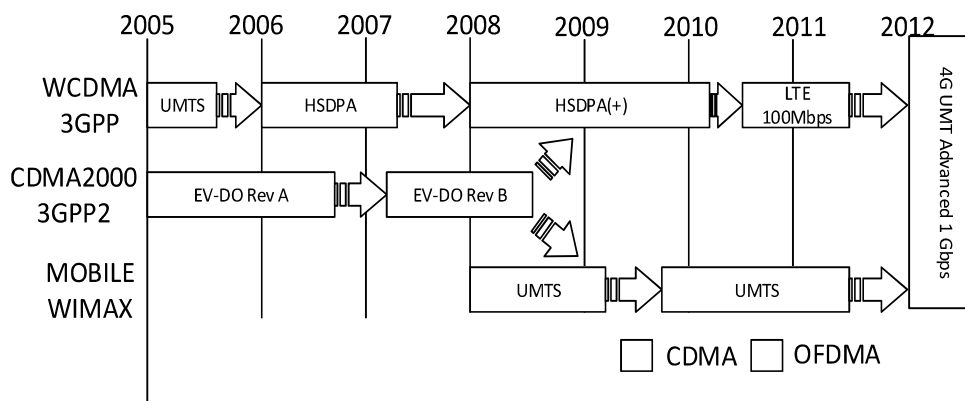 2005 2006 2007 2008 2009 2010 2011 2012
WCDMA
3GPP
UMTS
HSDPA
HSDPA(+)
LTE
100Mbps
CDMA2000
3GPP2
EV-DO Rev A
EV-DO Rev B
MOBILE
WIMAX
UMTS
UMTS
4G UMT Advanced 1 Gbps
CDMA
OFDMA